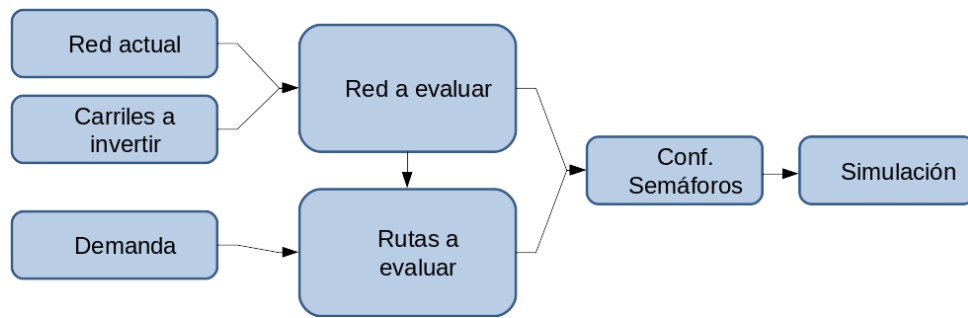 Red actual
Carriles a
invertir
Demanda
Red a evaluar
Rutas a
evaluar
Conf.
Semáforos
Simulación